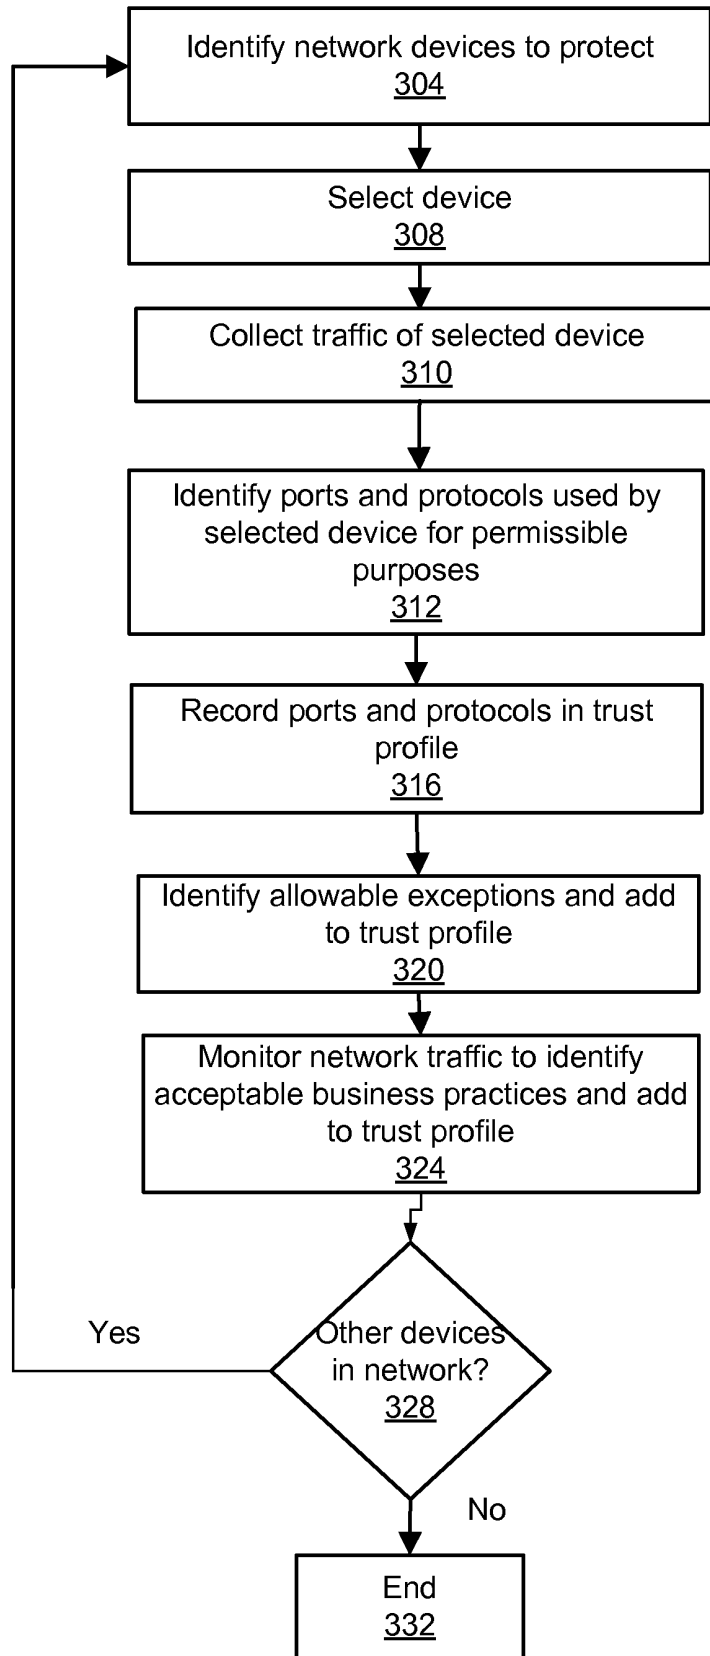 Identify network devices to protect
304
Select device
308
Collect traffic of selected device
310
Identify ports and protocols used by
selected device for permissible
purposes
312
Record ports and protocols in trust
profile
316
Identify allowable exceptions and add
to trust profile
320
Monitor network traffic to identify
acceptable business practices and add
to trust profile
324
Yes
Other devices
in network?
328
No
End
332